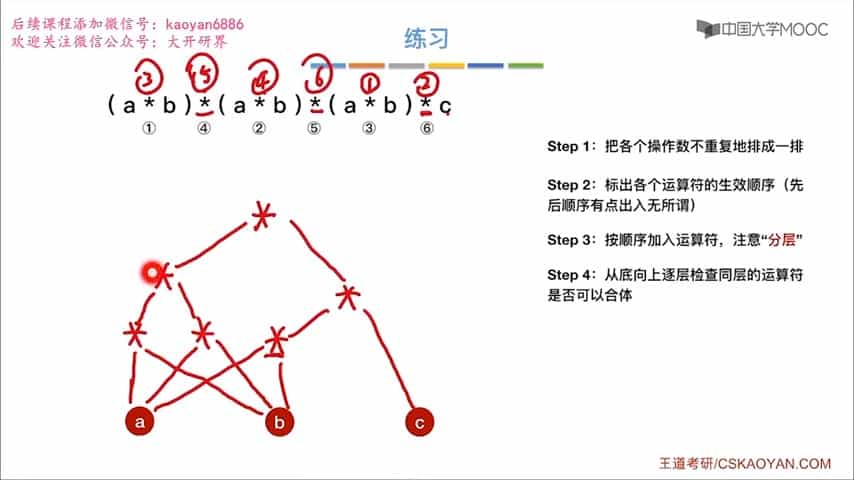 后续课程添加微信号：kaoyan6886
欢迎关注微信公众号：大开研界
练习
中国大学MOOC
③ ⑤ ④ ⑥ ① ②
(a*b)*(a*b)*(a*b)*c
① ④ ② ⑤ ③ ⑥
Step 1：把各个操作数不重复地排成一排
Step 2：标出各个运算符的生效顺序（先
后顺序有点出入无所谓）
Step 3：按顺序加入运算符，注意“分层”
Step 4：从底向上逐层检查同层的运算符
是否可以合体
*
* *
* * *
a b c
王道考研/CSKAOYAN.COM